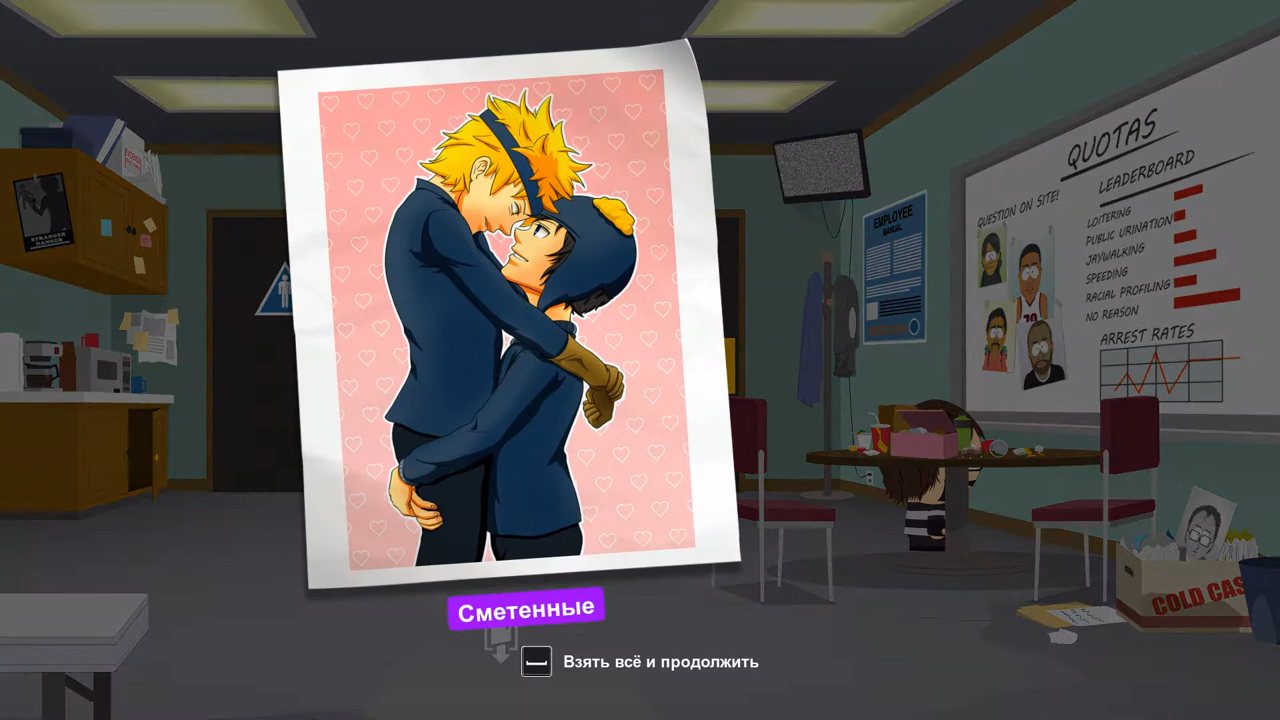 QUOTAS
LEADERBOARD
QUESTION ON SITE!
LOITERING
PUBLIC URINATION
JAYWALKING
SPEEDING
RACIAL PROFILING
NO REASON
ARREST RATES
EMPLOYEE
MANUAL
STRANGER
DANGER
COLD CAS
Сметенные
Взять всё и продолжить